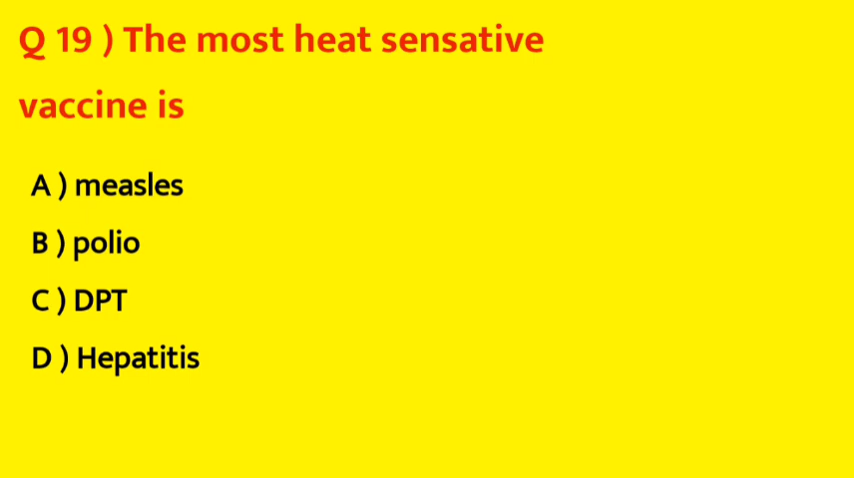 Q 19 ) The most heat sensative
vaccine is
A ) measles
B ) polio
C ) DPT
D ) Hepatitis